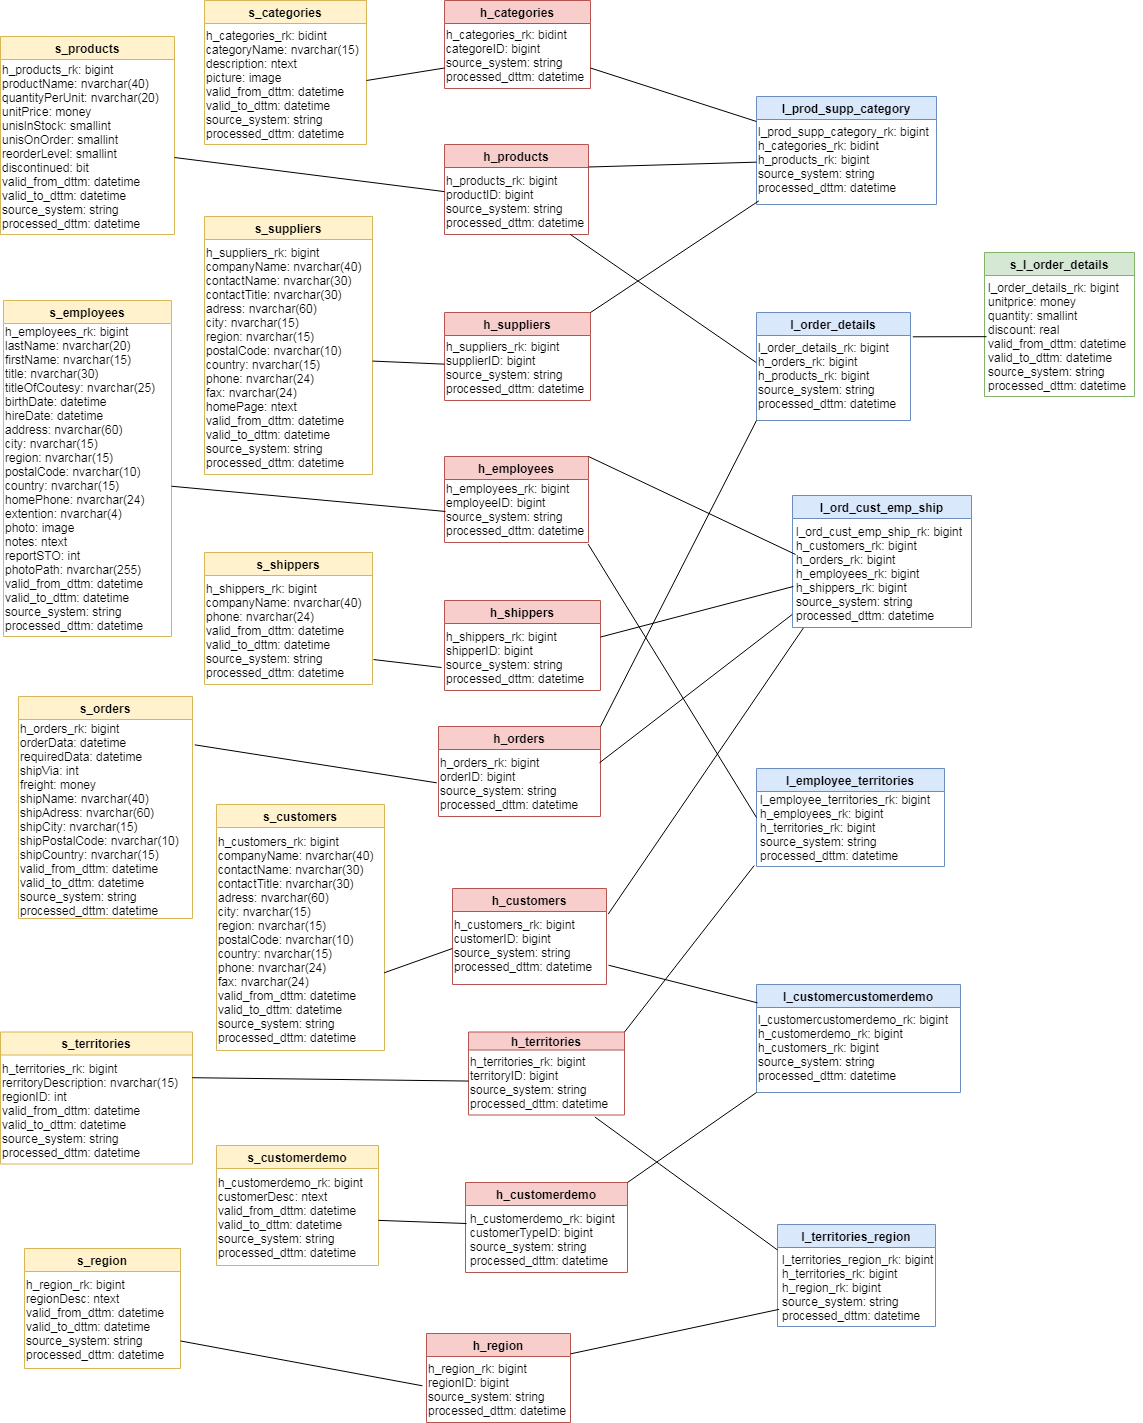 s_categories
h_categories_rk: bidint
categoryName: nvarchar(15)
description: ntext
picture: image
valid_from_dttm: datetime
valid_to_dttm: datetime
source_system: string
processed_dttm: datetime
h_categories
h_categories_rk: bidint
categoreID: bigint
source_system: string
processed_dttm: datetime
s_products
h_products_rk: bigint
productName: nvarchar(40)
quantityPerUnit: nvarchar(20)
unitPrice: money
unisInStock: smallint
unisOnOrder: smallint
reorderLevel: smallint
discontinued: bit
valid_from_dttm: datetime
valid_to_dttm: datetime
source_system: string
processed_dttm: datetime
l_prod_supp_category
l_prod_supp_category_rk: bigint
h_categories_rk: bidint
h_products_rk: bigint
source_system: string
processed_dttm: datetime
h_products
h_products_rk: bigint
productID: bigint
source_system: string
processed_dttm: datetime
s_suppliers
h_suppliers_rk: bigint
companyName: nvarchar(40)
contactName: nvarchar(30)
contactTitle: nvarchar(30)
adress: nvarchar(60)
city: nvarchar(15)
region: nvarchar(15)
postalCode: nvarchar(10)
country: nvarchar(15)
phone: nvarchar(24)
fax: nvarchar(24)
homePage: ntext
valid_from_dttm: datetime
valid_to_dttm: datetime
source_system: string
processed_dttm: datetime
s_l_order_details
l_order_details_rk: bigint
unitprice: money
quantity: smallint
discount: real
valid_from_dttm: datetime
valid_to_dttm: datetime
source_system: string
processed_dttm: datetime
s_employees
h_employees_rk: bigint
lastName: nvarchar(20)
firstName: nvarchar(15)
title: nvarchar(30)
titleOfCoutesy: nvarchar(25)
birthDate: datetime
hireDate: datetime
address: nvarchar(60)
city: nvarchar(15)
region: nvarchar(15)
postalCode: nvarchar(10)
country: nvarchar(15)
homePhone: nvarchar(24)
extention: nvarchar(4)
photo: image
notes: ntext
reportSTO: int
photoPath: nvarchar(255)
valid_from_dttm: datetime
valid_to_dttm: datetime
source_system: string
processed_dttm: datetime
h_suppliers
h_suppliers_rk: bigint
supplierID: bigint
source_system: string
processed_dttm: datetime
l_order_details
l_order_details_rk: bigint
h_orders_rk: bigint
h_products_rk: bigint
source_system: string
processed_dttm: datetime
h_employees
h_employees_rk: bigint
employeeID: bigint
source_system: string
processed_dttm: datetime
l_ord_cust_emp_ship
l_ord_cust_emp_ship_rk: bigint
h_customers_rk: bigint
h_orders_rk: bigint
h_employees_rk: bigint
h_shippers_rk: bigint
source_system: string
processed_dttm: datetime
s_shippers
h_shippers_rk: bigint
companyName: nvarchar(40)
phone: nvarchar(24)
valid_from_dttm: datetime
valid_to_dttm: datetime
source_system: string
processed_dttm: datetime
h_shippers
h_shippers_rk: bigint
shipperID: bigint
source_system: string
processed_dttm: datetime
s_orders
h_orders_rk: bigint
orderData: datetime
requiredData: datetime
shipVia: int
freight: money
shipName: nvarchar(40)
shipAdress: nvarchar(60)
shipCity: nvarchar(15)
shipPostalCode: nvarchar(10)
shipCountry: nvarchar(15)
valid_from_dttm: datetime
valid_to_dttm: datetime
source_system: string
processed_dttm: datetime
h_orders
h_orders_rk: bigint
orderID: bigint
source_system: string
processed_dttm: datetime
l_employee_territories
l_employee_territories_rk: bigint
h_employees_rk: bigint
h_territories_rk: bigint
source_system: string
processed_dttm: datetime
s_customers
h_customers_rk: bigint
companyName: nvarchar(40)
contactName: nvarchar(30)
contactTitle: nvarchar(30)
adress: nvarchar(60)
city: nvarchar(15)
region: nvarchar(15)
postalCode: nvarchar(10)
country: nvarchar(15)
phone: nvarchar(24)
fax: nvarchar(24)
valid_from_dttm: datetime
valid_to_dttm: datetime
source_system: string
processed_dttm: datetime
h_customers
h_customers_rk: bigint
customerID: bigint
source_system: string
processed_dttm: datetime
l_customercustomerdemo
l_customercustomerdemo_rk: bigint
h_customerdemo_rk: bigint
h_customers_rk: bigint
source_system: string
processed_dttm: datetime
s_territories
h_territories_rk: bigint
rerritoryDescription: nvarchar(15)
regionID: int
valid_from_dttm: datetime
valid_to_dttm: datetime
source_system: string
processed_dttm: datetime
h_territories
h_territories_rk: bigint
territoryID: bigint
source_system: string
processed_dttm: datetime
s_customerdemo
h_customerdemo_rk: bigint
customerDesc: ntext
valid_from_dttm: datetime
valid_to_dttm: datetime
source_system: string
processed_dttm: datetime
h_customerdemo
h_customerdemo_rk: bigint
customerTypeID: bigint
source_system: string
processed_dttm: datetime
l_territories_region
l_territories_region_rk: bigint
h_territories_rk: bigint
h_region_rk: bigint
source_system: string
processed_dttm: datetime
s_region
h_region_rk: bigint
regionDesc: ntext
valid_from_dttm: datetime
valid_to_dttm: datetime
source_system: string
processed_dttm: datetime
h_region
h_region_rk: bigint
regionID: bigint
source_system: string
processed_dttm: datetime